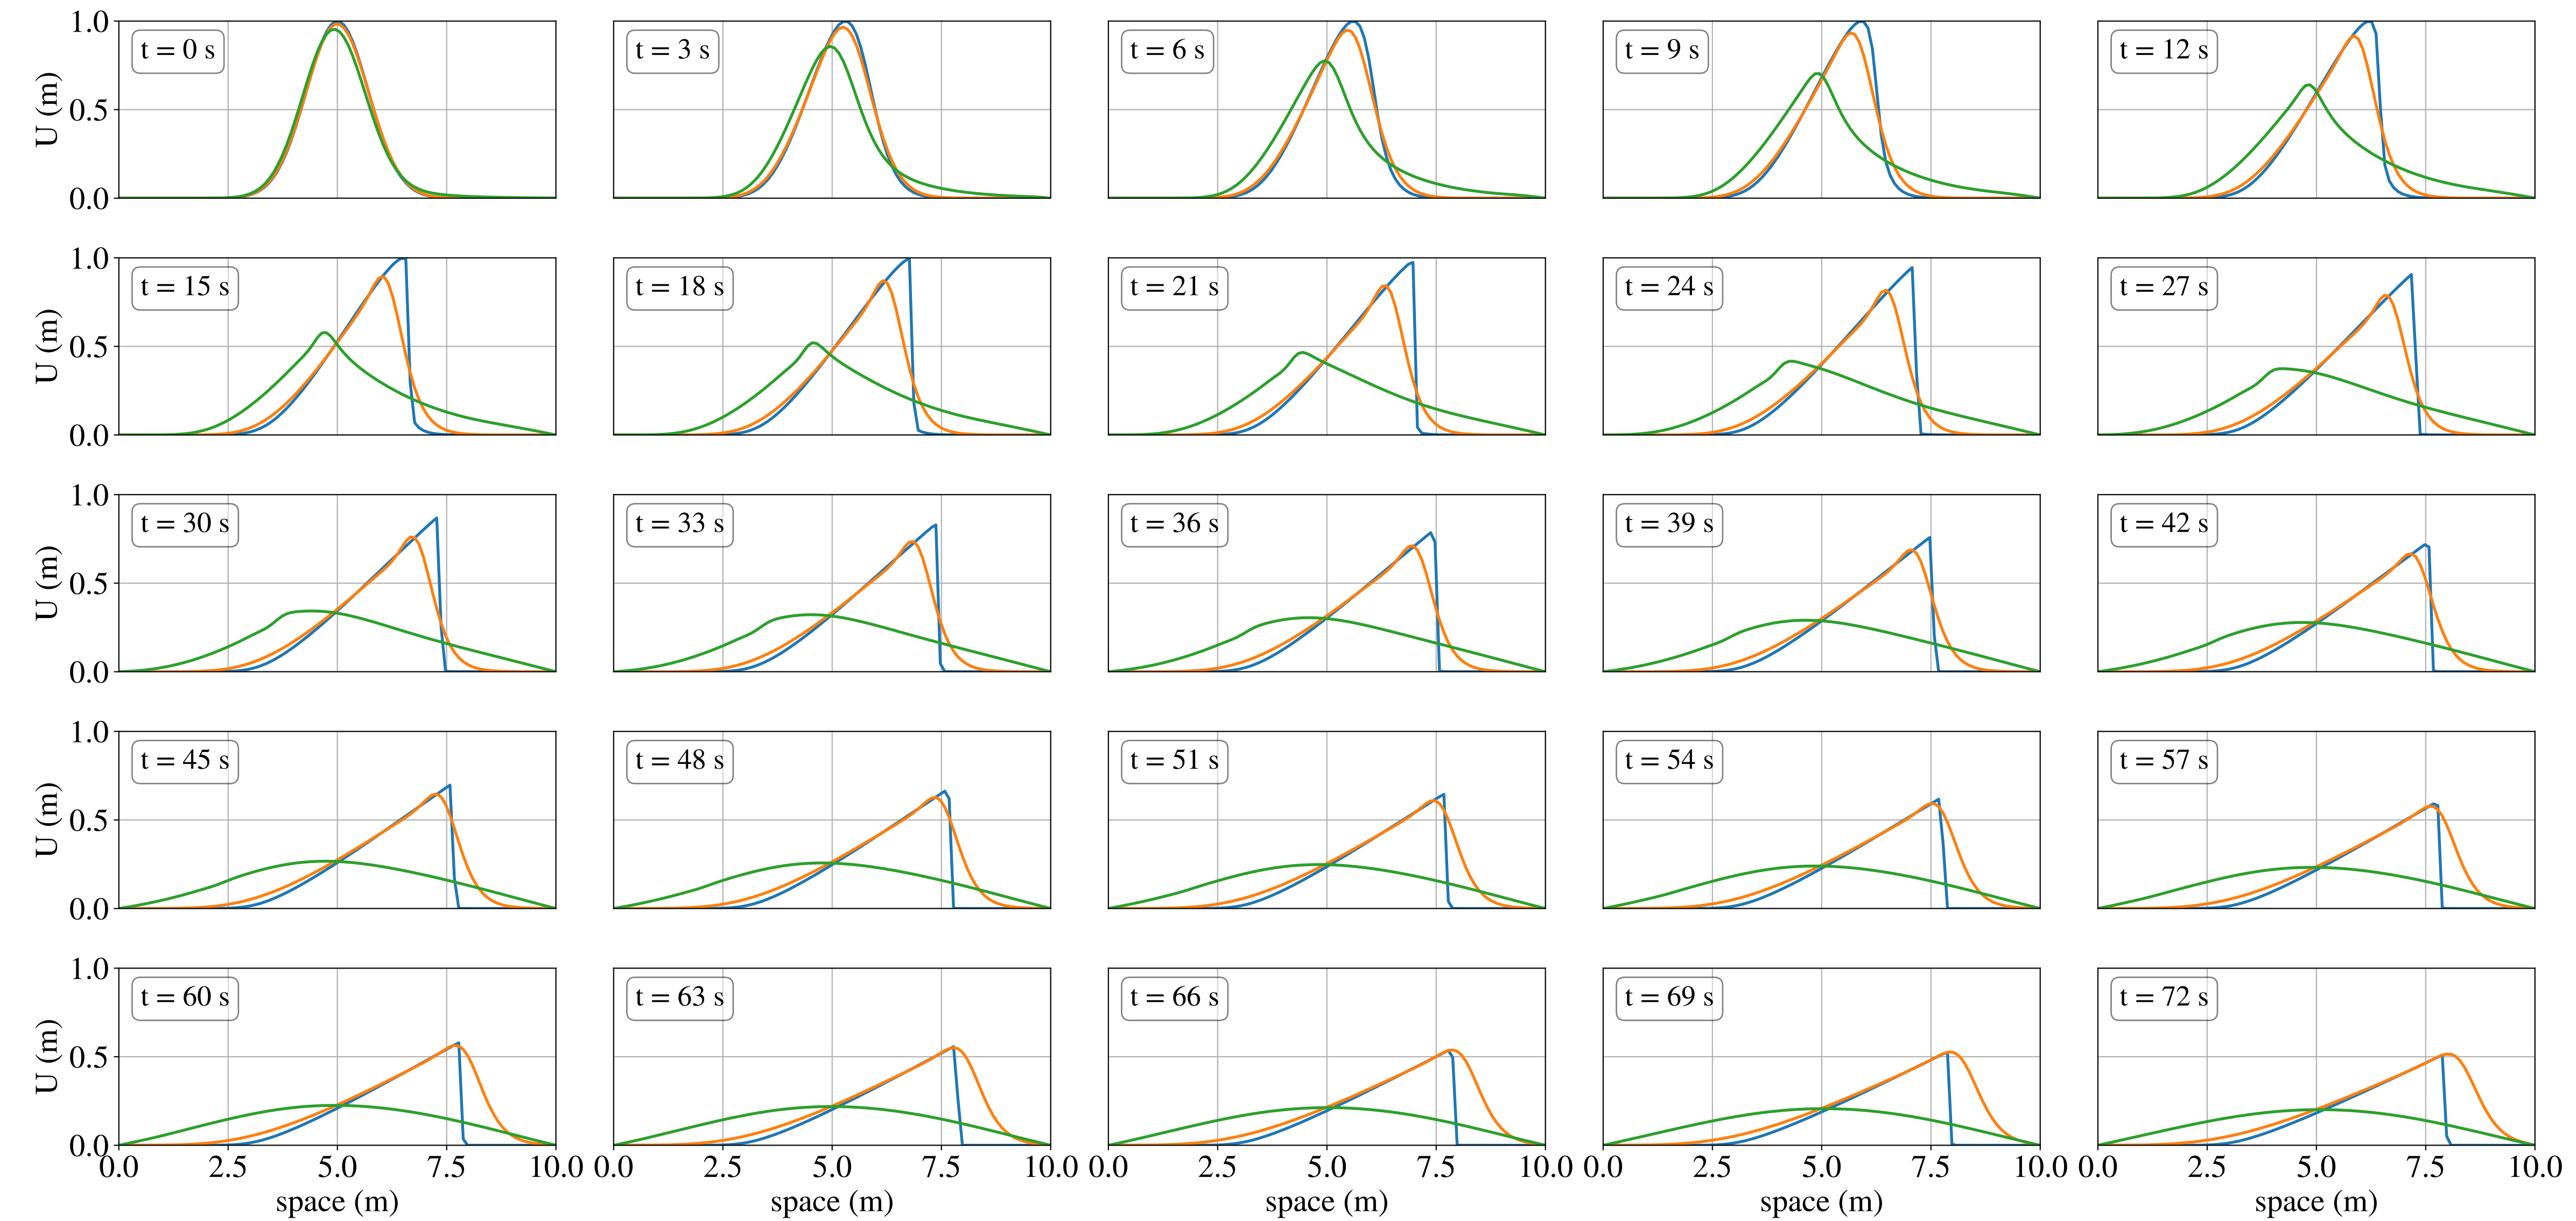 1.0
t = 0 s
t = 3 s
t = 6 s
t = 9 s
t = 12 s
U (m)
0.5
0.0
1.0
t = 15 s
t = 18 s
t = 21 s
t = 24 s
t = 27 s
U (m)
0.5
0.0
1.0
t = 30 s
t = 33 s
t = 36 s
t = 39 s
t = 42 s
U (m)
0.5
0.0
1.0
t = 45 s
t = 48 s
t = 51 s
t = 54 s
t = 57 s
U (m)
0.5
0.0
1.0
t = 60 s
t = 63 s
t = 66 s
t = 69 s
t = 72 s
U (m)
0.5
0.0
0.0 2.5 5.0 7.5 10.0
0.0 2.5 5.0 7.5 10.0
0.0 2.5 5.0 7.5 10.0
0.0 2.5 5.0 7.5 10.0
0.0 2.5 5.0 7.5 10.0
space (m)
space (m)
space (m)
space (m)
space (m)